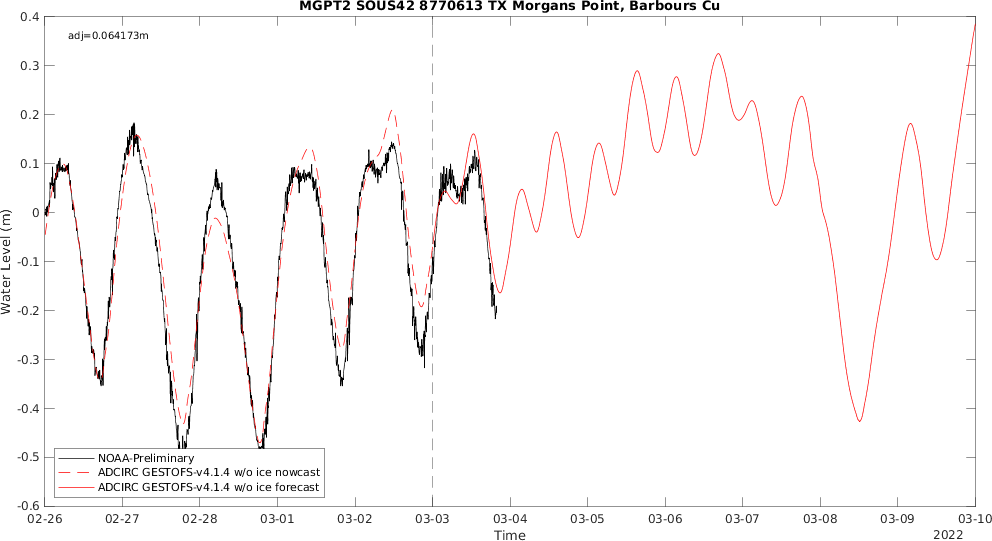 MGPT2 SOUS42 8770613 TX Morgans Point, Barbours Cu
adj=0.064173m
0.4
0.3
0.2
0.1
0
-0.1
-0.2
-0.3
-0.4
-0.5
-0.6
Water Level (m)
NOAA-Preliminary
ADCIRC GESTOFS-v4.1.4 w/o ice nowcast
ADCIRC GESTOFS-v4.1.4 w/o ice forecast
02-26 02-27 02-28 03-01 03-02 03-03 03-04 03-05 03-06 03-07 03-08 03-09 03-10
Time
2022